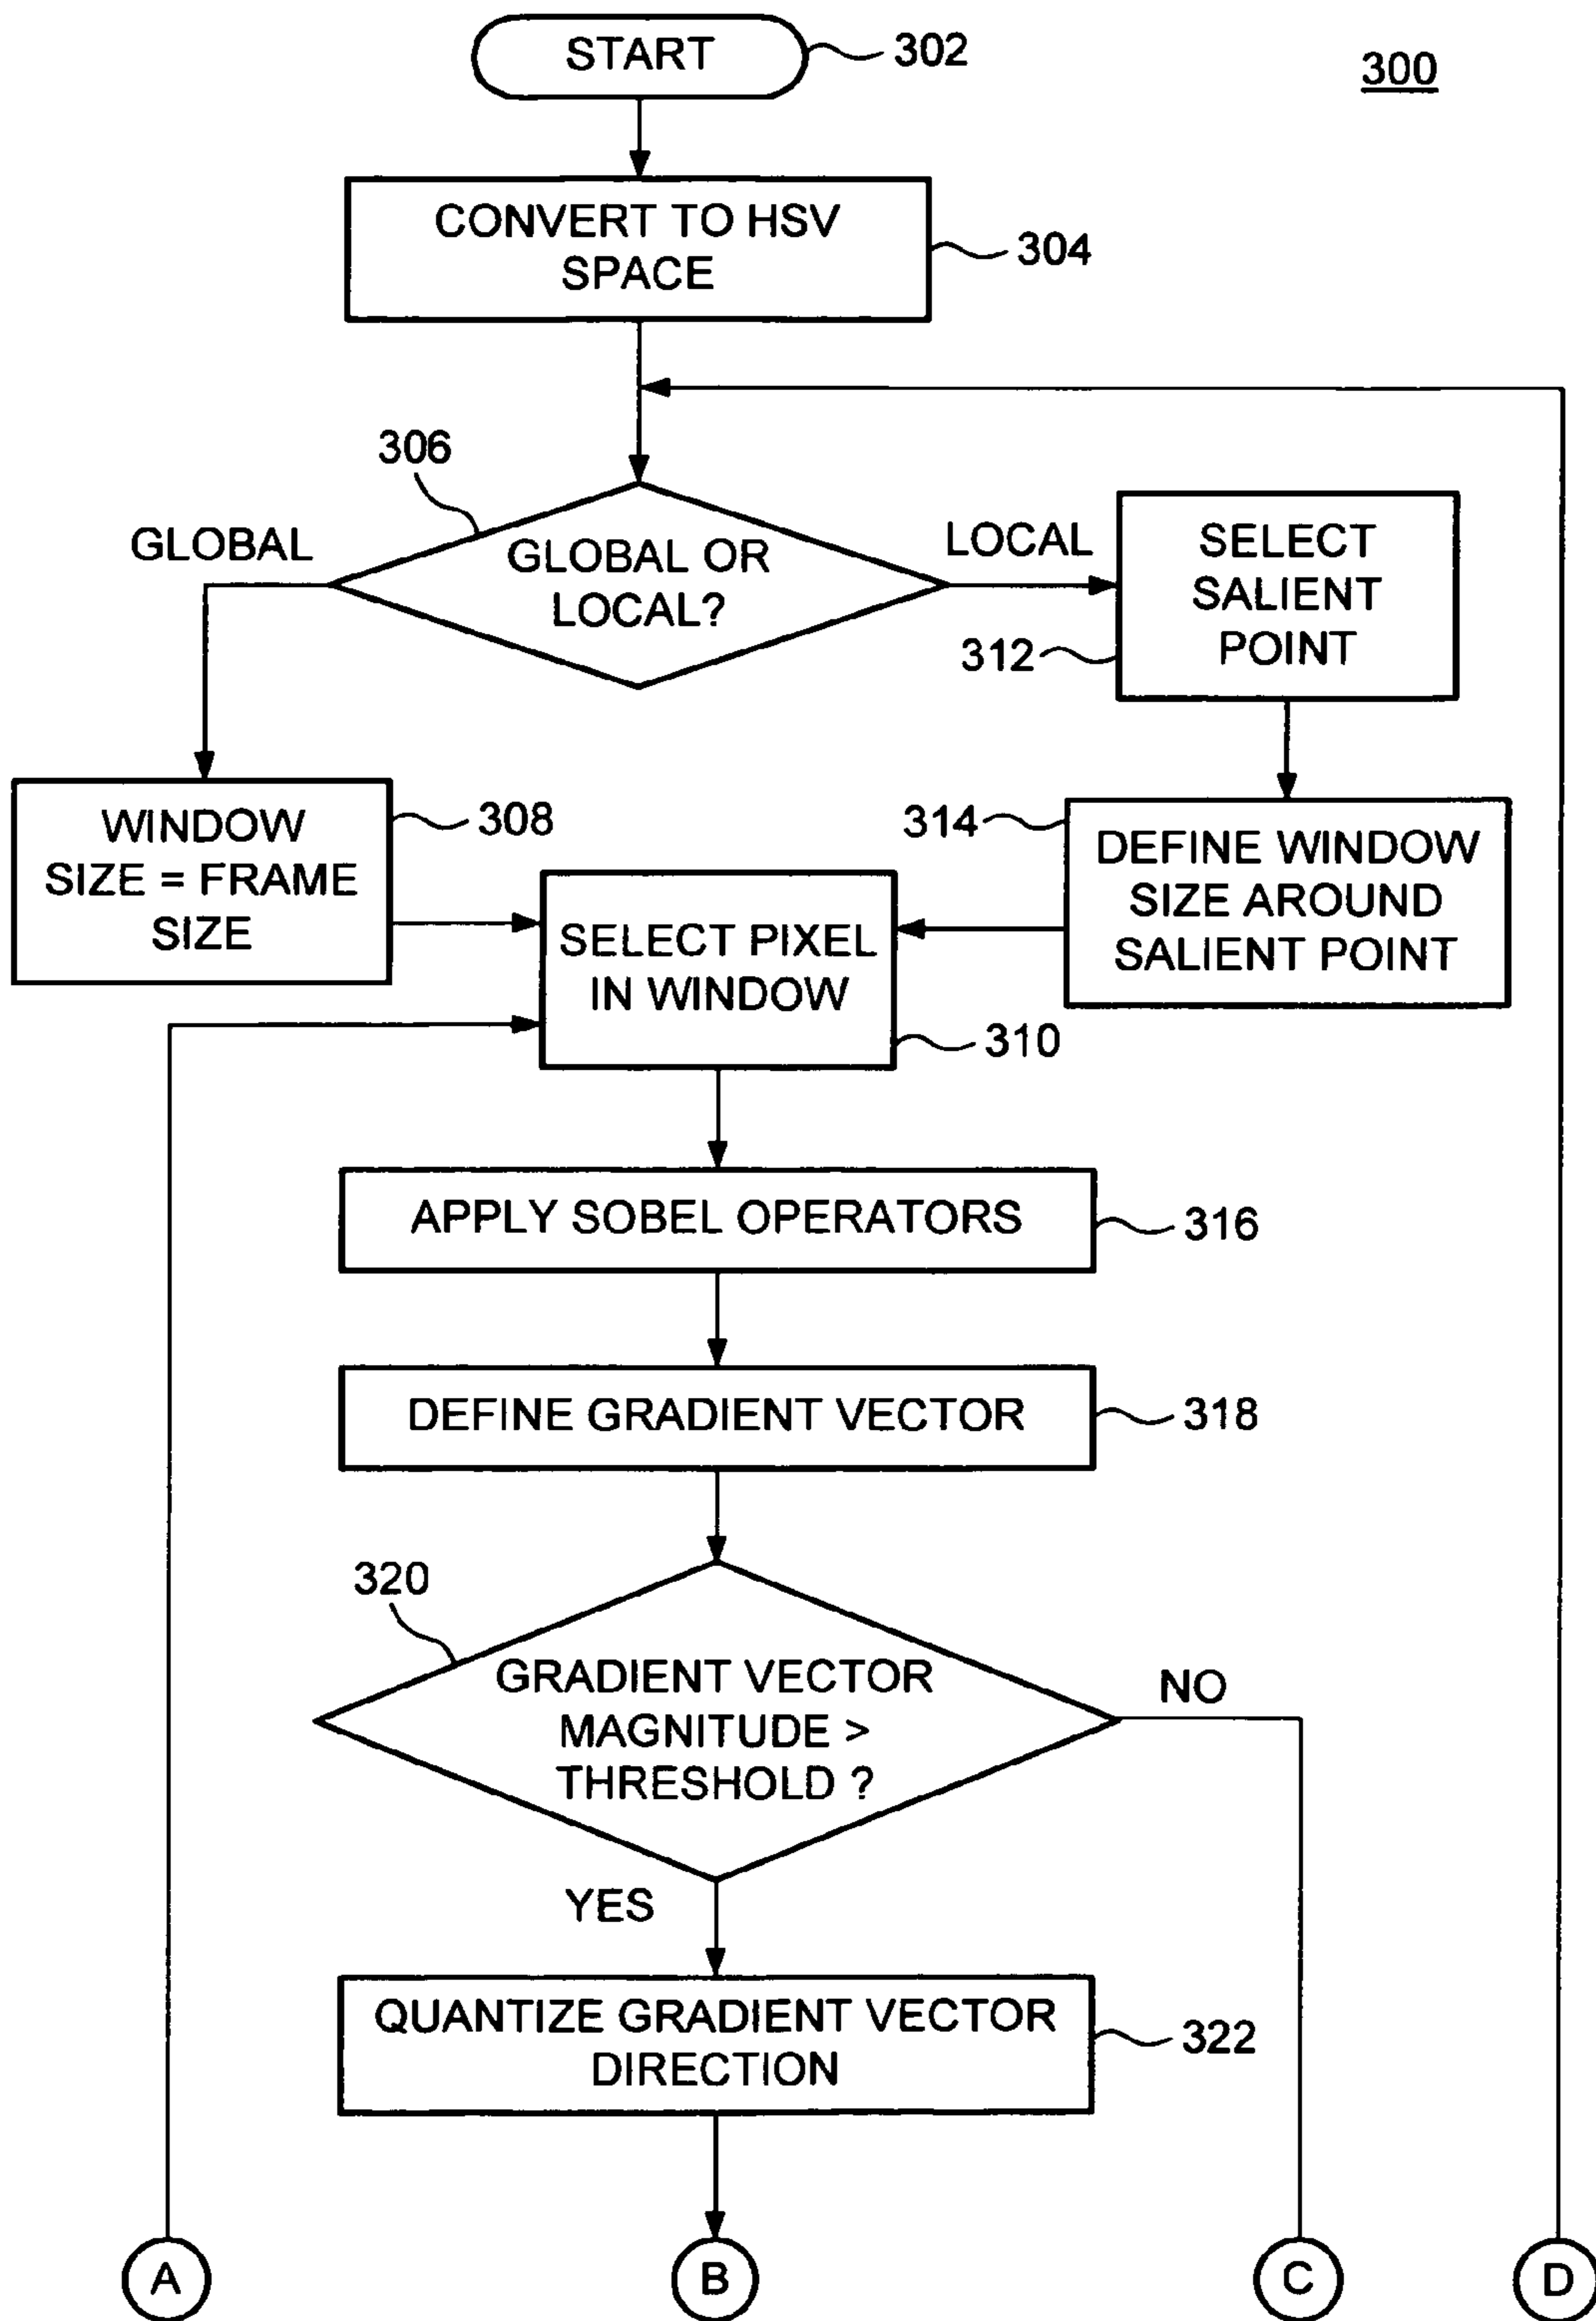 START
302
300
CONVERT TO HSV
SPACE
304
306
GLOBAL
GLOBAL OR
LOCAL?
LOCAL
SELECT
SALIENT
POINT
312
WINDOW
SIZE = FRAME
SIZE
308
314
DEFINE WINDOW
SIZE AROUND
SALIENT POINT
SELECT PIXEL
IN WINDOW
310
APPLY SOBEL OPERATORS
316
DEFINE GRADIENT VECTOR
318
320
GRADIENT VECTOR
MAGNITUDE >
THRESHOLD ?
NO
YES
QUANTIZE GRADIENT VECTOR
DIRECTION
322
A
B
C
D